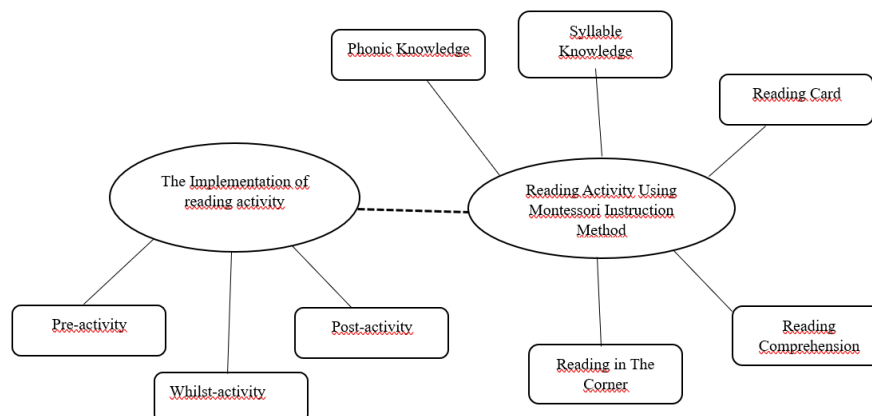 Phonic Knowledge
Syllable
Knowledge
Reading Card
The Implementation of
reading activity
Reading Activity Using
Montessori Instruction
Method
Pre-activity
Whilst-activity
Post-activity
Reading in The
Corner
Reading
Comprehension